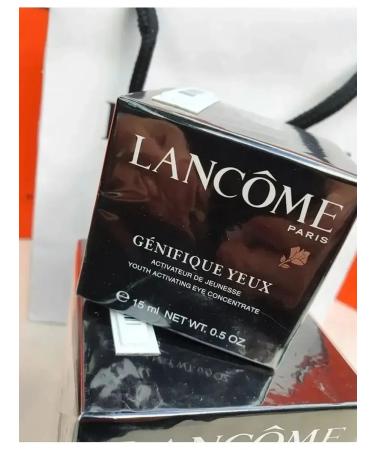 LANCÔME
PARIS
GÉNIFIQUE YEUX
ACTIVATEUR DE JEUNESSE
YOUTH ACTIVATING EYE CONCENTRATE
e 15 ml NET WT. 0.5 OZ
LANCÔME